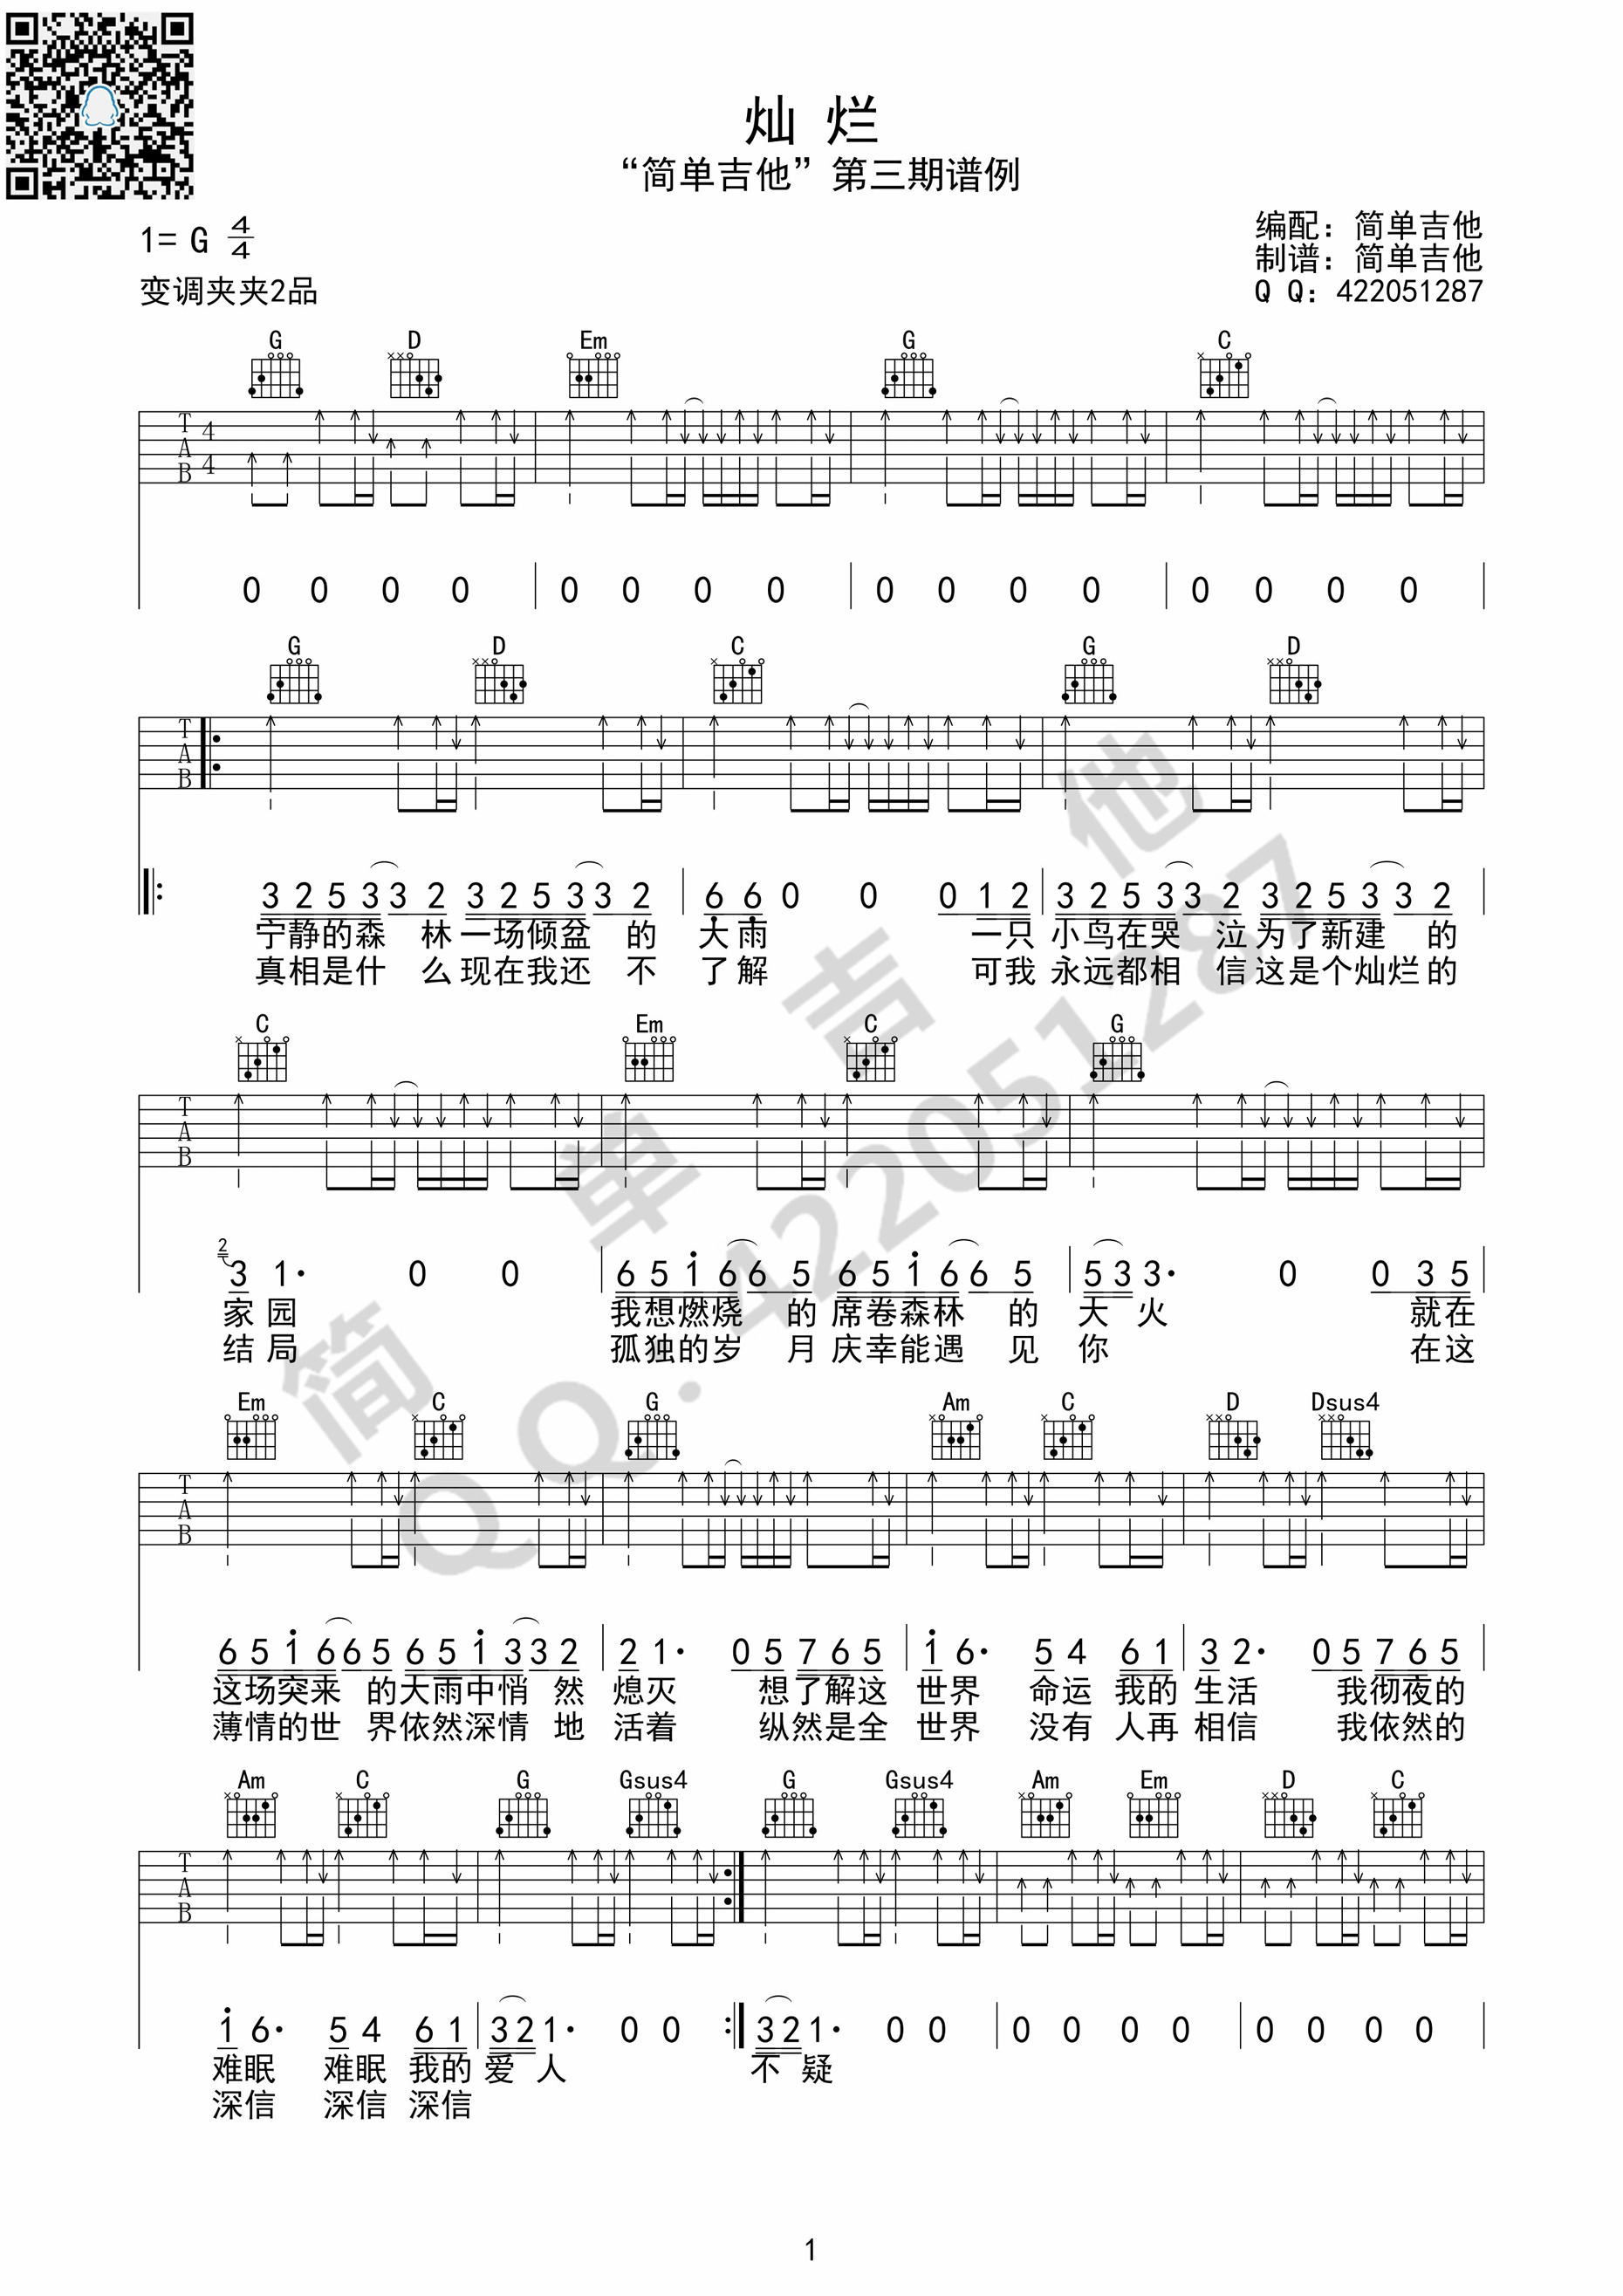 灿 烂
“简单吉他” 第三期谱例
1= G 4/4
编配：简单吉他
制谱：简单吉他
变调夹夹2品
Q Q：422051287
G D Em G C
T A B 4 4
0 0 0 0 0 0 0 0 0 0 0 0 0 0 0 0
G D C G D
T A B
3 2 5 3 3 2 3 2 5 3 3 2 6 6 0 0 0 1 2 3 2 5 3 3 2 3 2 5 3 3 2
宁静的森 林一场倾盆 的 大雨 一只 小鸟在哭 泣为了新建 的
真相是什 么现在我还 不 了解 可我 永远都相 信这是个灿烂的
C Em C G
T A B
2 3 1· 0 0 6 5 1 6 6 5 6 5 1 6 6 5 5 3 3· 0 0 3 5
家园 我想燃烧 的席卷森林 的 天 火 就在
结局 孤独的岁 月 庆幸能遇 见 你 在这
Em C G Am C D Dsus4
T A B
6 5 1 6 6 5 6 5 1 3 3 2 2 1· 0 5 7 6 5 1 6· 5 4 6 1 3 2· 0 5 7 6 5
这场突来 的天雨中悄 然 熄灭 想了解这 世界 命运 我的 生活 我彻夜的
薄情的世 界依然深情 地 活着 纵然是全 世界 没有 人再 相信 我依然的
Am C G Gsus4 G Gsus4 Am Em D C
T A B
1 6· 5 4 6 1 3 2 1· 0 0 3 2 1· 0 0 0 0 0 0 0 0 0 0
难眠 难眠 我的 爱 人 不 疑
深信 深信 深信
简 单 吉 他
QQ：422051287
1